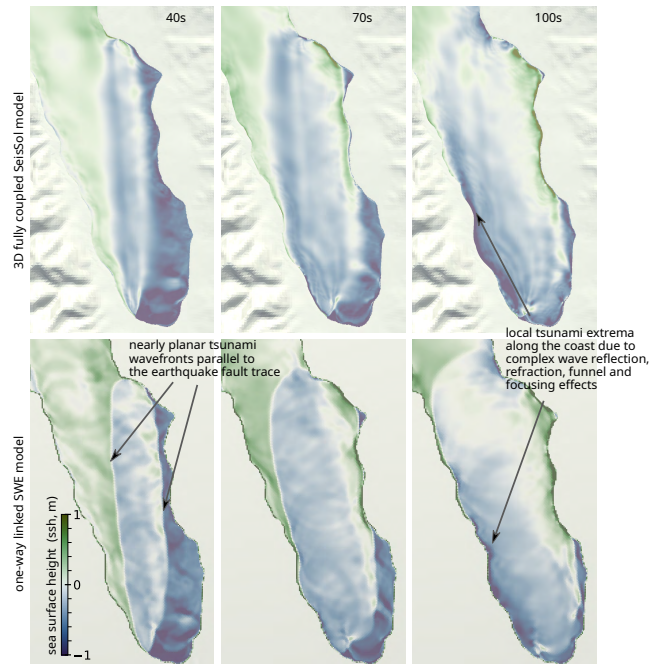 40s
70s
100s
3D fully coupled SeisSol model
local tsunami extrema
along the coast due to
complex wave reflection,
refraction, funnel and
focusing effects
nearly planar tsunami
wavefronts parallel to
the earthquake fault trace
one-way linked SWE model
sea surface height (ssh, m)
1
0
−1